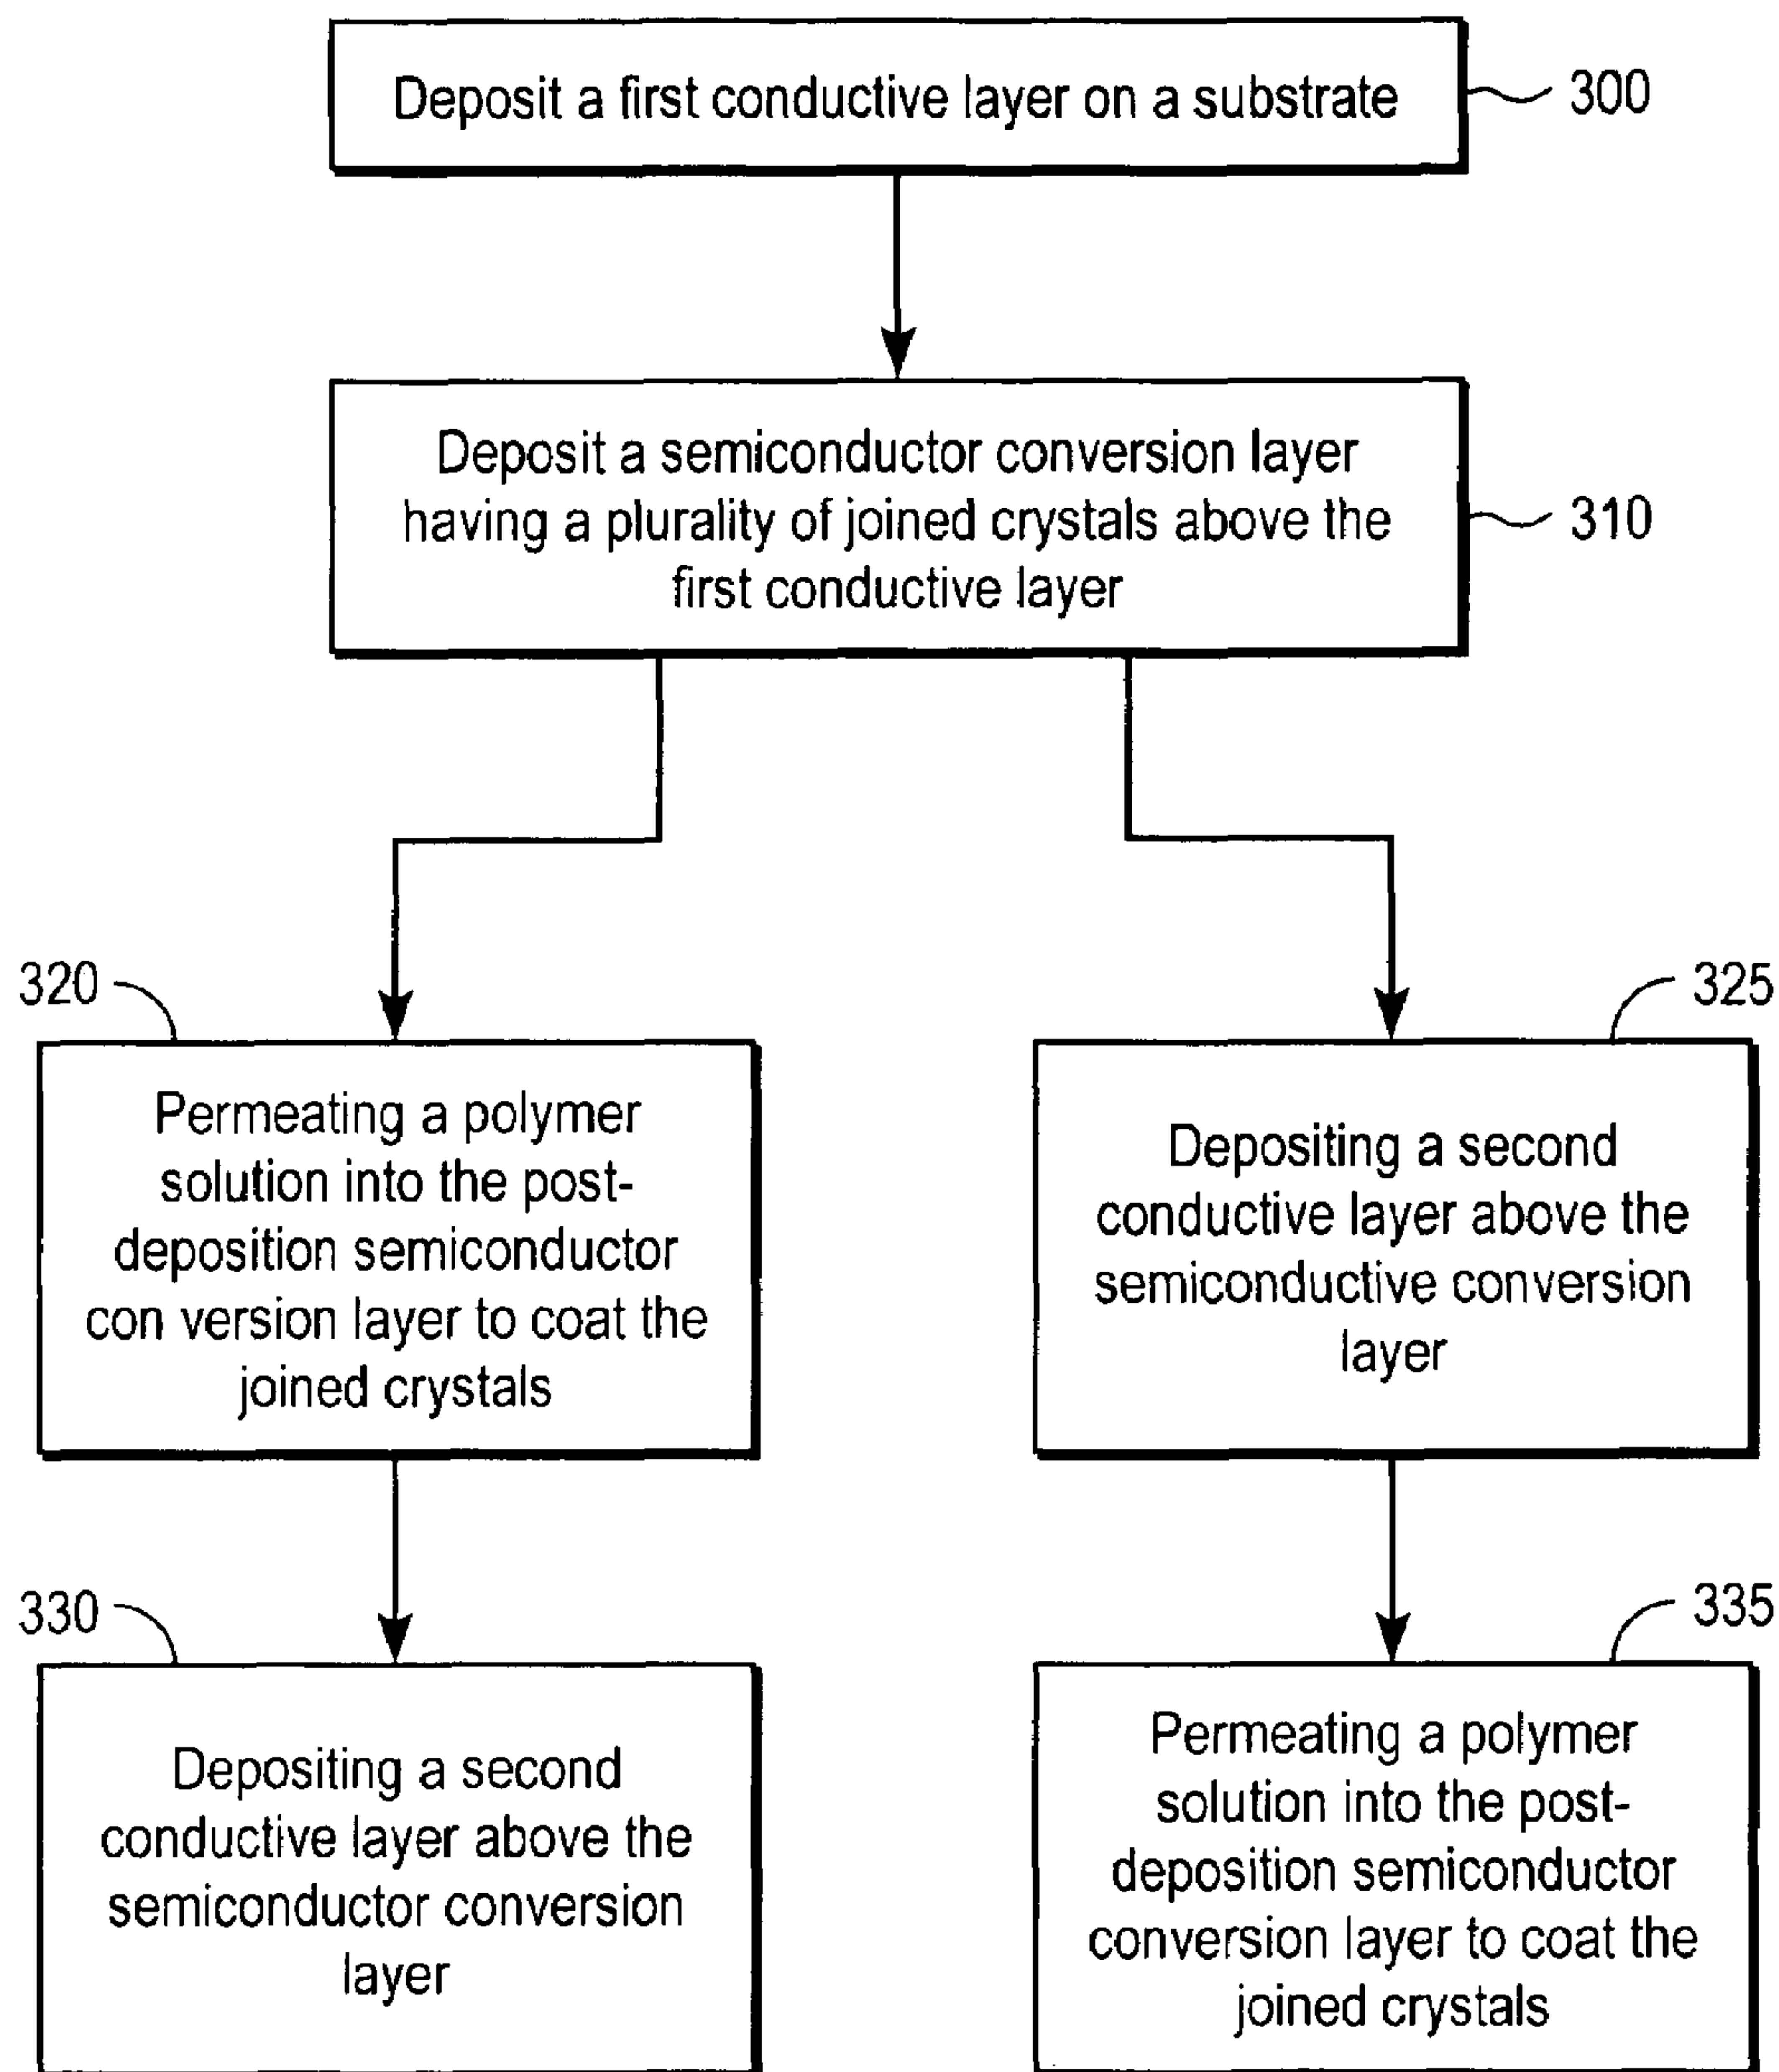 Deposit a first conductive layer on a substrate
300
Deposit a semiconductor conversion layer
having a plurality of joined crystals above the
first conductive layer
310
320
Permeating a polymer
solution into the post-
deposition semiconductor
con version layer to coat the
joined crystals
325
Depositing a second
conductive layer above the
semiconductive conversion
layer
330
Depositing a second
conductive layer above the
semiconductor conversion
layer
335
Permeating a polymer
solution into the post-
deposition semiconductor
conversion layer to coat the
joined crystals